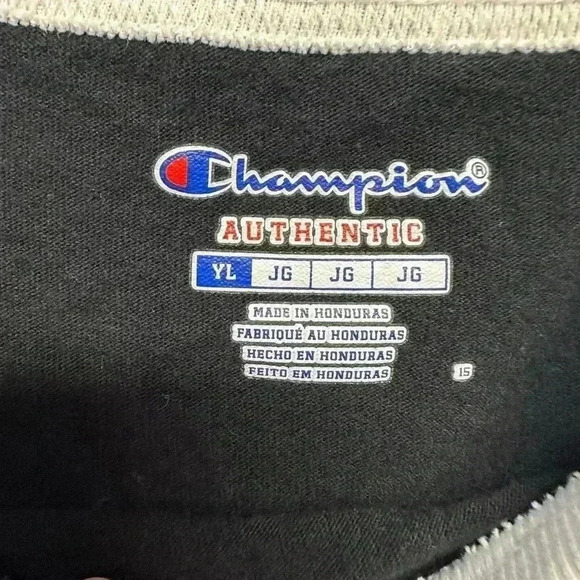 Champion®
AUTHENTIC
YL JG JG JG
MADE IN HONDURAS
FABRIQUÉ AU HONDURAS
HECHO EN HONDURAS
FEITO EM HONDURAS
15